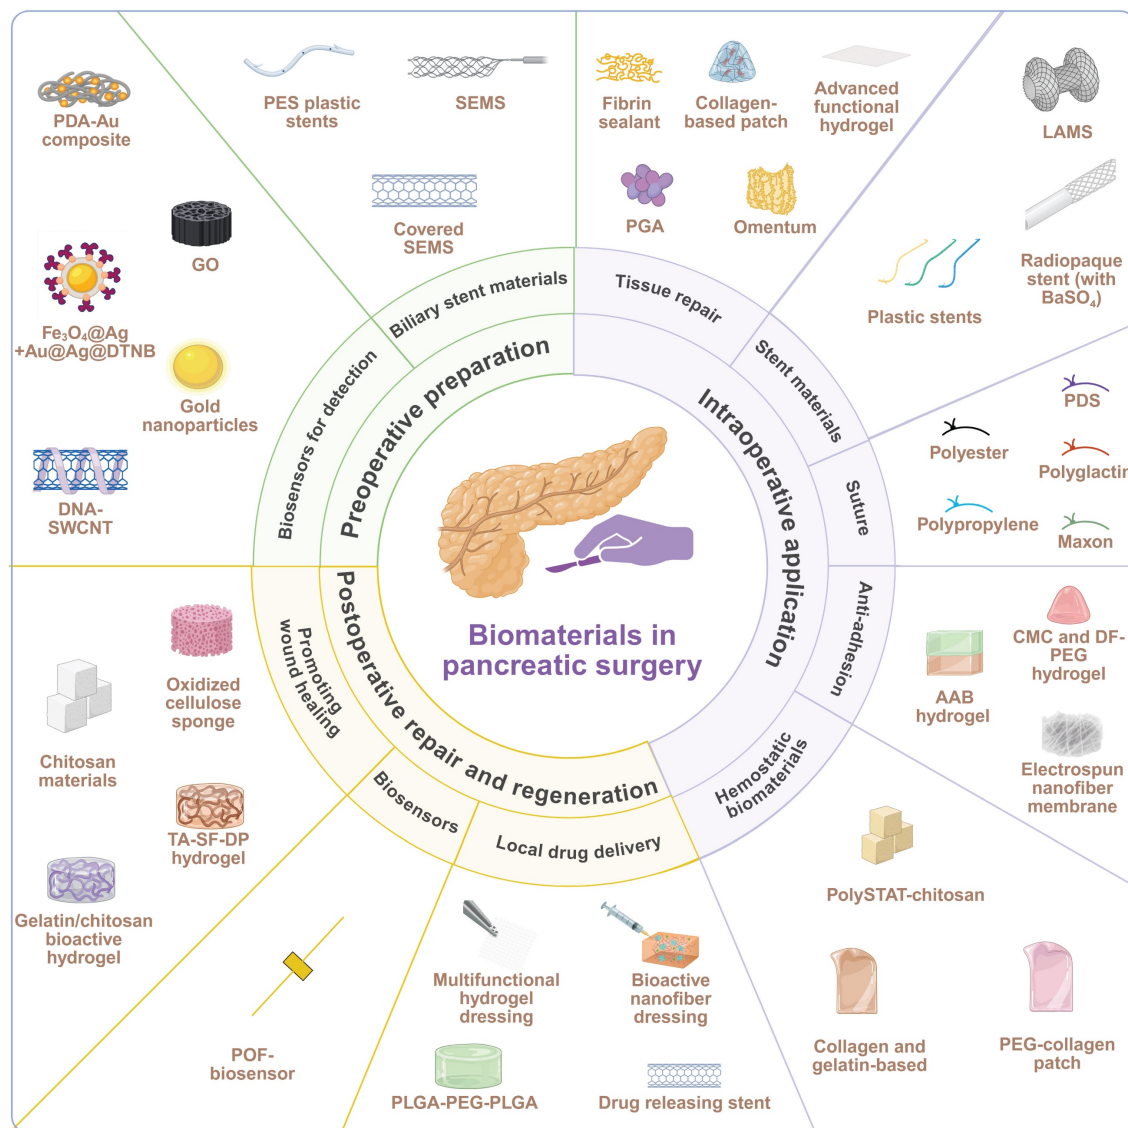 Biomaterials in
pancreatic surgery
Preoperative preparation
Biosensors for detection
PDA-Au
composite
GO
Fe₃O₄@Ag
+Au@Ag@DTNB
Gold
nanoparticles
DNA-
SWCNT
Biliary stent materials
PES plastic
stents
SEMS
Covered
SEMS
Intraoperative application
Tissue repair
Fibrin
sealant
Collagen-
based patch
Advanced
functional
hydrogel
PGA
Omentum
Stent materials
LAMS
Radiopaque
stent (with
BaSO₄)
Plastic stents
Suture
PDS
Polyester
Polyglactin
Polypropylene
Maxon
Anti-adhesion
CMC and DF-
PEG
hydrogel
AAB
hydrogel
Electrospun
nanofiber
membrane
Hemostatic
biomaterials
PolySTAT-chitosan
Collagen and
gelatin-based
PEG-collagen
patch
Postoperative repair and regeneration
Local drug delivery
Multifunctional
hydrogel
dressing
Bioactive
nanofiber
dressing
PLGA-PEG-PLGA
Drug releasing stent
Biosensors
POF-
biosensor
Promoting
wound healing
Oxidized
cellulose
sponge
Chitosan
materials
TA-SF-DP
hydrogel
Gelatin/chitosan
bioactive
hydrogel